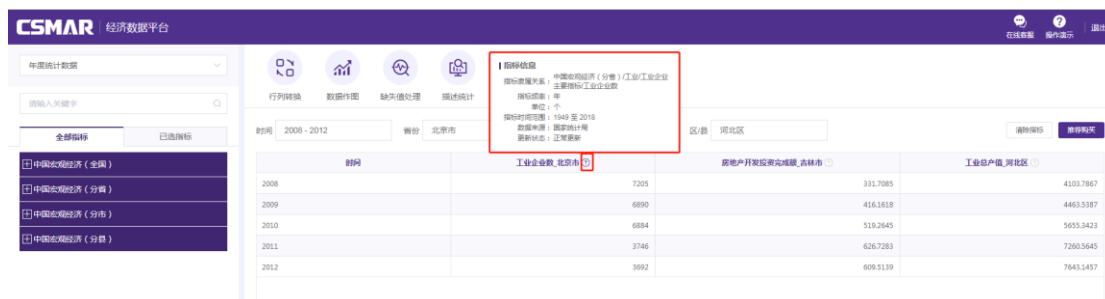 CSMAR 经济数据平台
在线客服 操作演示 退出
年度统计数据
请输入关键字
全部指标 已选指标
中国宏观经济（全国）
中国宏观经济（分省）
中国宏观经济（分市）
中国宏观经济（分县）
行列转换 数据作图 缺失值处理 描述统计
指标信息
指标隶属关系： 中国宏观经济（分省）/工业/工业企业
主要指标/工业企业数
指标频率： 年
单位： 个
指标时间范围： 1949 至 2018
数据来源： 国家统计局
更新状态： 正常更新
时间 2008 - 2012 省份 北京市 区/县 河北区 清除指标 推荐购买
时间 工业企业数_北京市 房地产开发投资完成额_吉林市 工业总产值_河北区
2008 7205 331.7085 4103.7867
2009 6890 416.1618 4463.5387
2010 6884 519.2645 5655.3423
2011 3746 626.7283 7260.5645
2012 3692 609.5139 7643.1457